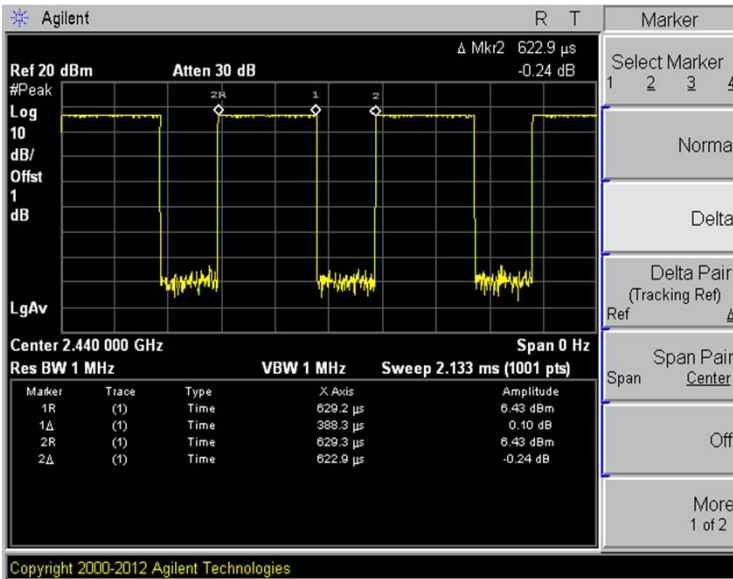 Agilent R T Marker
Δ Mkr2 622.9 µs
Ref 20 dBm Atten 30 dB -0.24 dB
#Peak
Log
10
dB/
Offst
1
dB
LgAv
2R 1 2
Center 2.440 000 GHz Span 0 Hz
Res BW 1 MHz VBW 1 MHz Sweep 2.133 ms (1001 pts)
Marker Trace Type X Axis Amplitude
1R (1) Time 629.2 µs 6.43 dBm
1Δ (1) Time 388.3 µs 0.10 dB
2R (1) Time 629.3 µs 6.43 dBm
2Δ (1) Time 622.9 µs -0.24 dB
Select Marker
1 2 3 4
Norma
Delta
Delta Pair
(Tracking Ref)
Ref Δ
Span Pair
Span Center
Off
More
1 of 2
Copyright 2000-2012 Agilent Technologies